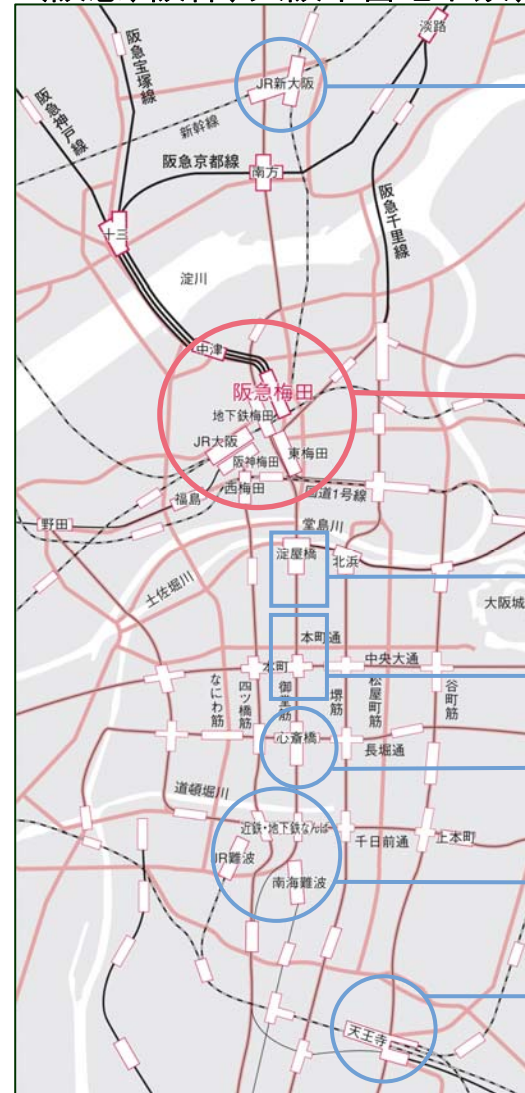 淡路
阪急宝塚線
JR新大阪
阪急神戸線
新幹線
阪急京都線
南方
阪急千里線
十三
淀川
中津
阪急梅田
地下鉄梅田
JR大阪
東梅田
阪神梅田
西梅田
国道1号線
福島
野田
堂島川
淀屋橋
北浜
土佐堀川
大阪城
本町通
本町
中央大通
なにわ筋
四ツ橋筋
御堂筋
堺筋
松屋町筋
谷町筋
心斎橋
長堀通
道頓堀川
近鉄・地下鉄なんば
千日前通
上本町
JR難波
南海難波
天王寺